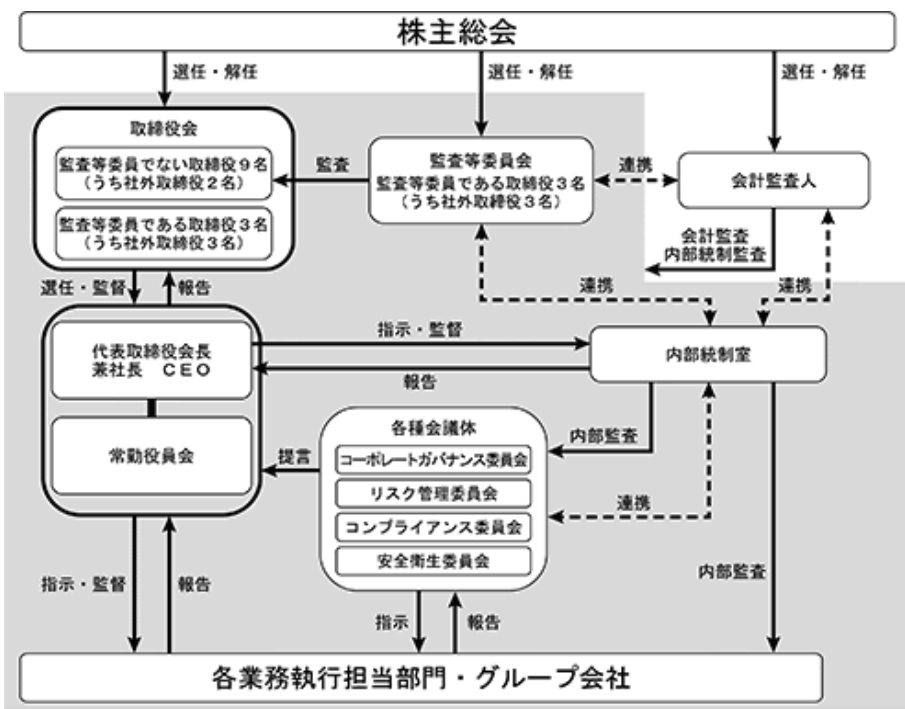 株主総会
選任・解任
選任・解任
選任・解任
取締役会
監査等委員でない取締役9名
(うち社外取締役2名)
監査等委員である取締役3名
(うち社外取締役3名)
監査
監査等委員会
監査等委員である取締役3名
(うち社外取締役3名)
連携
会計監査人
会計監査
内部統制監査
選任・監督
報告
連携
連携
代表取締役会長
兼社長 CEO
常勤役員会
指示・監督
報告
内部統制室
各種会議体
コーポレートガバナンス委員会
リスク管理委員会
コンプライアンス委員会
安全衛生委員会
提言
内部監査
連携
内部監査
指示・監督
報告
指示
報告
各業務執行担当部門・グループ会社